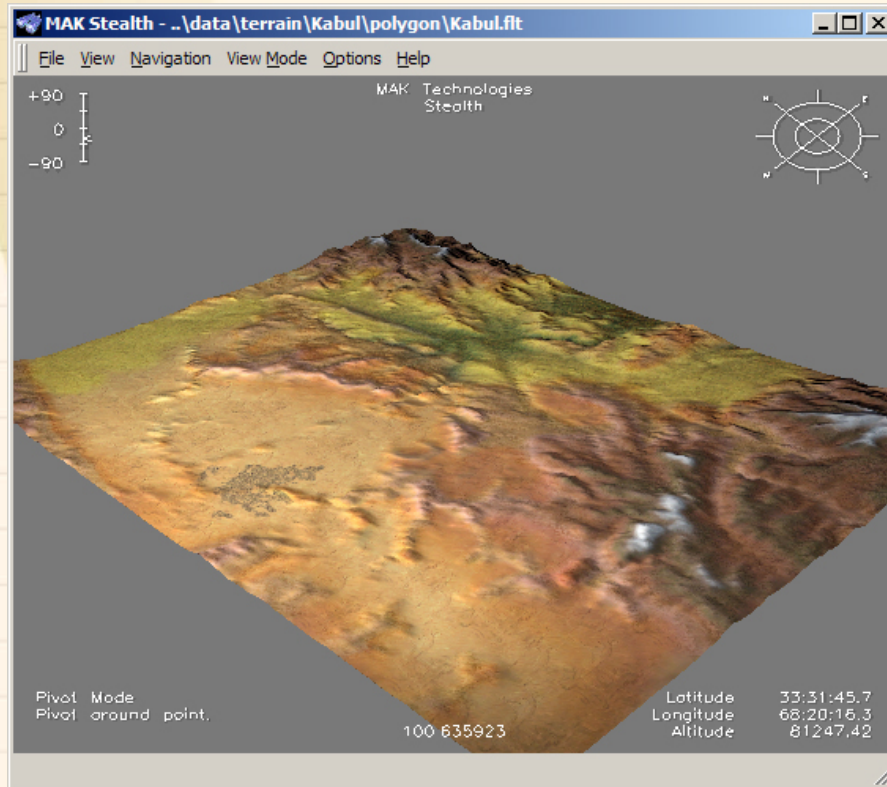 MAK Stealth - ..\data\terrain\Kabul\polygon\Kabul.flt
File View Navigation View Mode Options Help
MAK Technologies
Stealth
+90
0
-90
Pivot Mode
Pivot around point.
100.635923
Latitude 33:31:45.7
Longitude 68:20:16.3
Altitude 81247.42